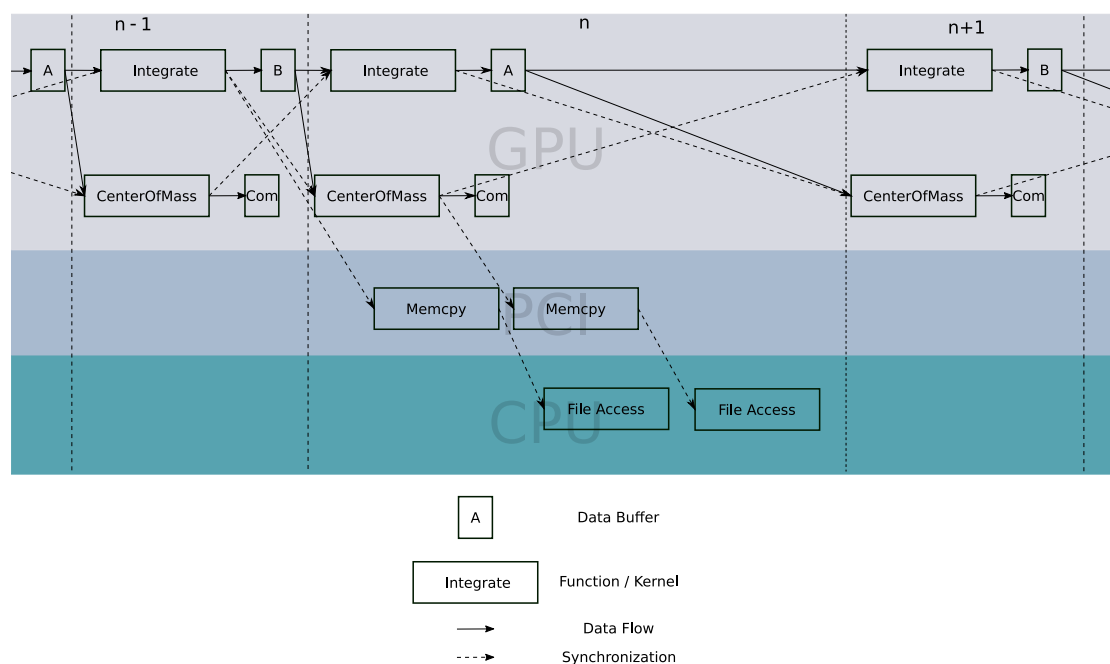 n - 1
n
n+1
A
Integrate
B
Integrate
A
Integrate
B
GPU
CenterOfMass
Com
CenterOfMass
Com
CenterOfMass
Com
PCI
Memcpy
Memcpy
CPU
File Access
File Access
A
Data Buffer
Integrate
Function / Kernel
Data Flow
Synchronization